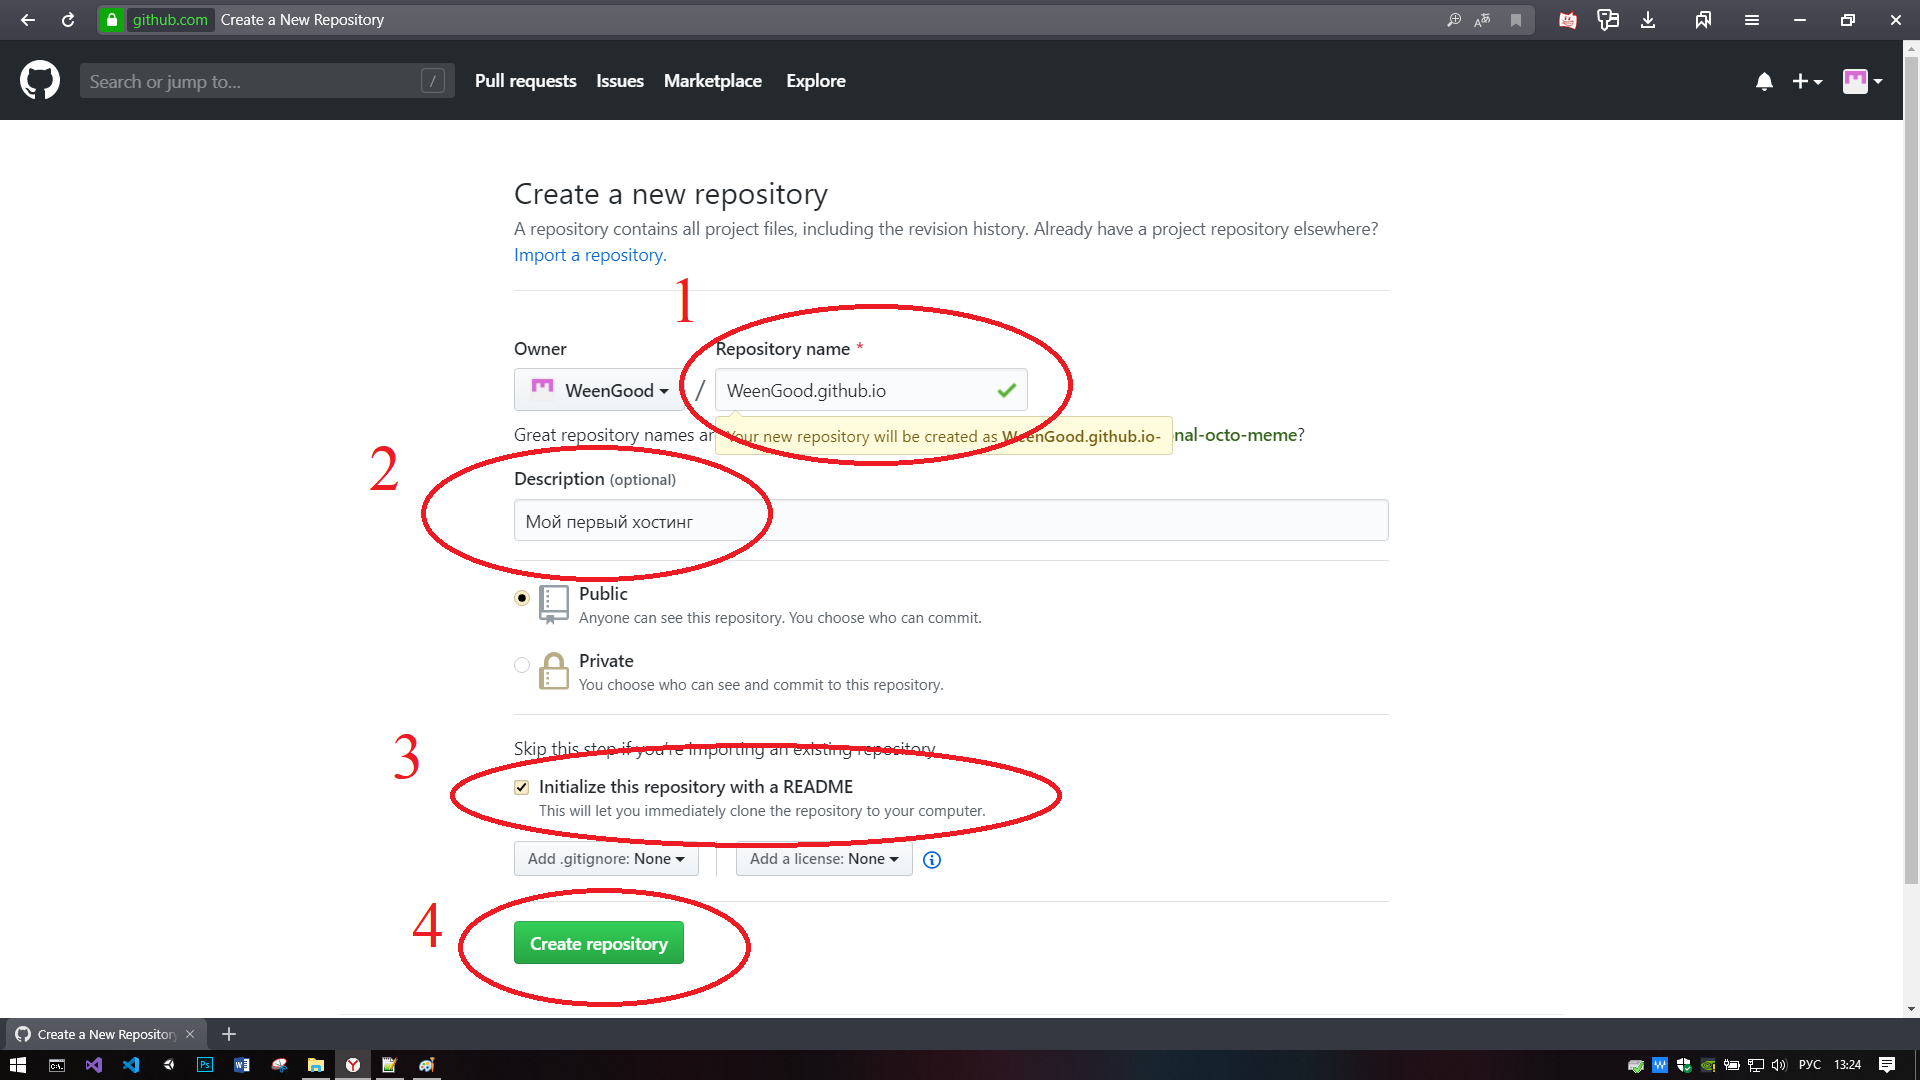 github.com Create a New Repository
Search or jump to... /
Pull requests Issues Marketplace Explore
Create a new repository
A repository contains all project files, including the revision history. Already have a project repository elsewhere?
Import a repository.
1
Owner
Repository name *
WeenGood / WeenGood.github.io
Great repository names ar
Your new repository will be created as WeenGood.github.io-
nal-octo-meme?
2
Description (optional)
Мой первый хостинг
Public
Anyone can see this repository. You choose who can commit.
Private
You choose who can see and commit to this repository.
3
Skip this step if you're importing an existing repository
Initialize this repository with a README
This will let you immediately clone the repository to your computer.
Add .gitignore: None Add a license: None
4
Create repository
Create a New Repository
РУС 13:24